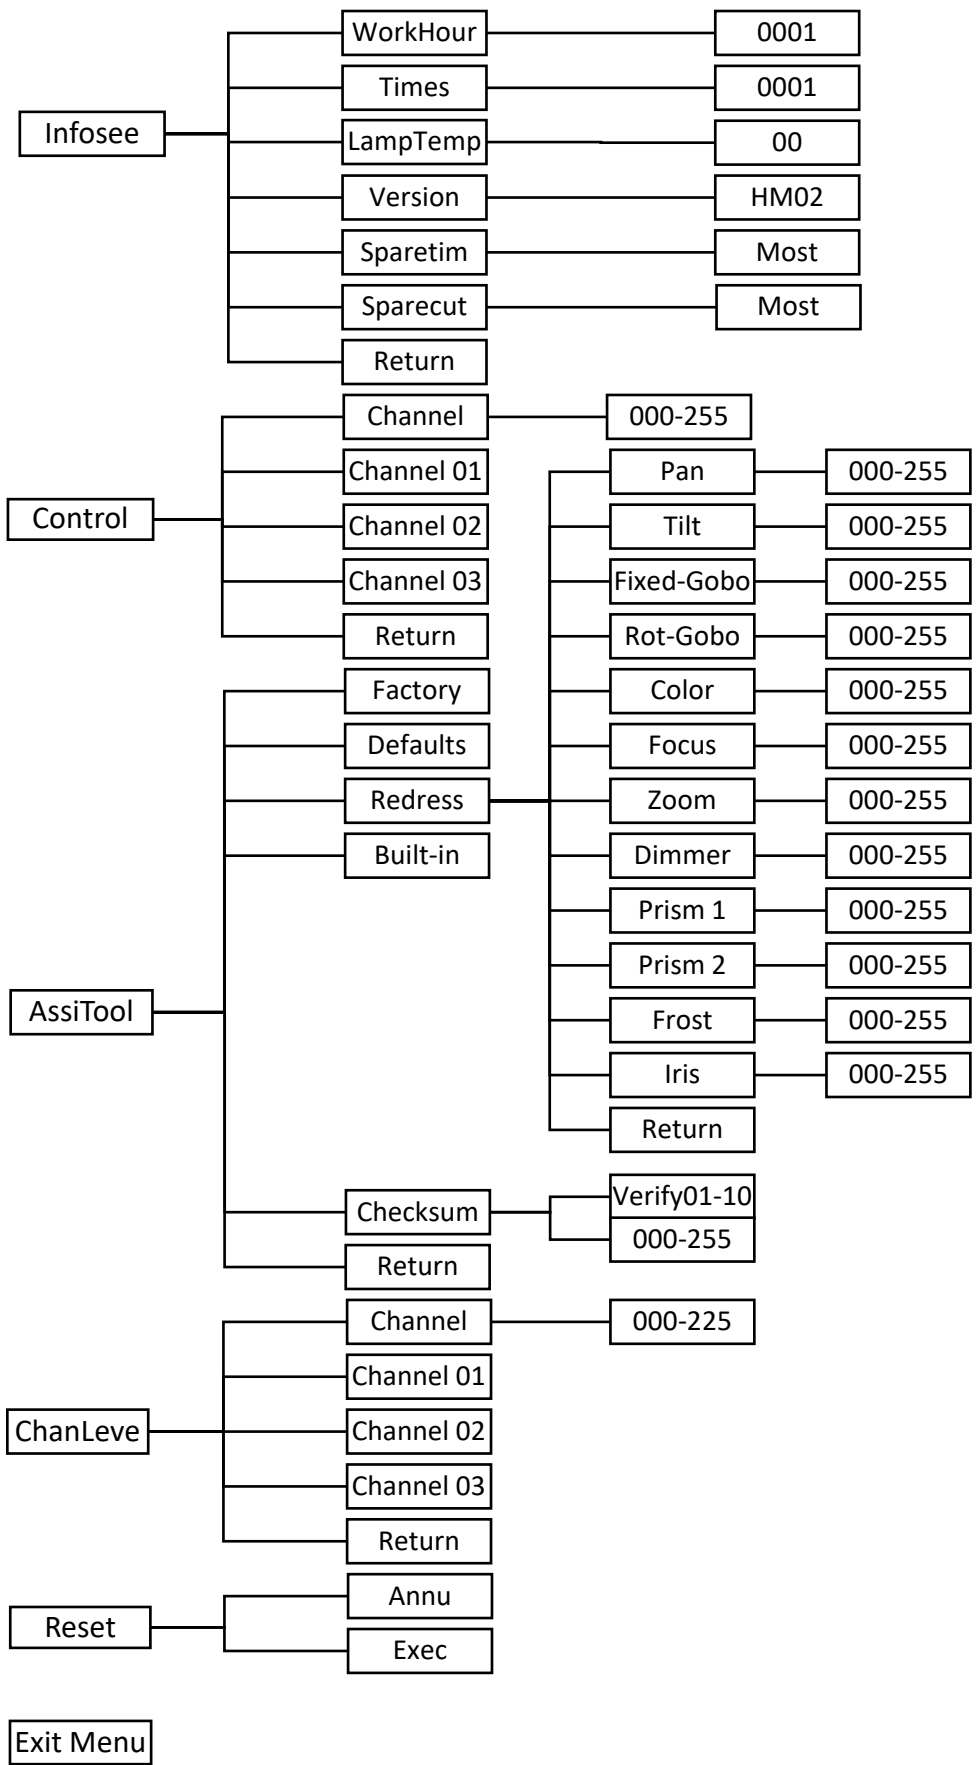 WorkHour 0001
Times 0001
Infosee
LampTemp 00
Version HM02
Sparetim Most
Sparecut Most
Return
Channel 000-255
Channel 01 Pan 000-255
Control
Channel 02 Tilt 000-255
Channel 03 Fixed-Gobo 000-255
Return Rot-Gobo 000-255
Factory Color 000-255
Defaults Focus 000-255
Redress Zoom 000-255
Built-in Dimmer 000-255
Prism 1 000-255
Prism 2 000-255
AssiTool Frost 000-255
Iris 000-255
Return
Verify01-10
Checksum
000-255
Return
Channel 000-225
Channel 01
ChanLeve Channel 02
Channel 03
Return
Annu
Reset
Exec
Exit Menu